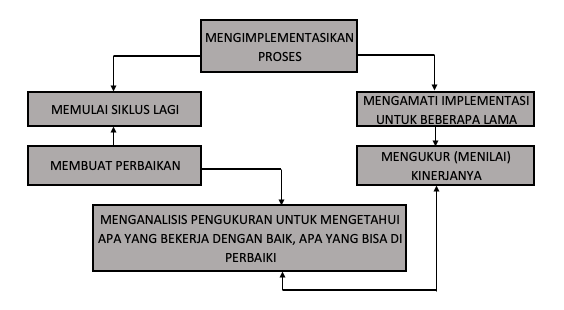 MENGIMPLEMENTASIKAN
PROSES
MEMULAI SIKLUS LAGI
MENGAMATI IMPLEMENTASI
UNTUK BEBERAPA LAMA
MEMBUAT PERBAIKAN
MENGUKUR (MENILAI)
KINERJANYA
MENGANALISIS PENGUKURAN UNTUK MENGETAHUI
APA YANG BEKERJA DENGAN BAIK, APA YANG BISA DI
PERBAIKI